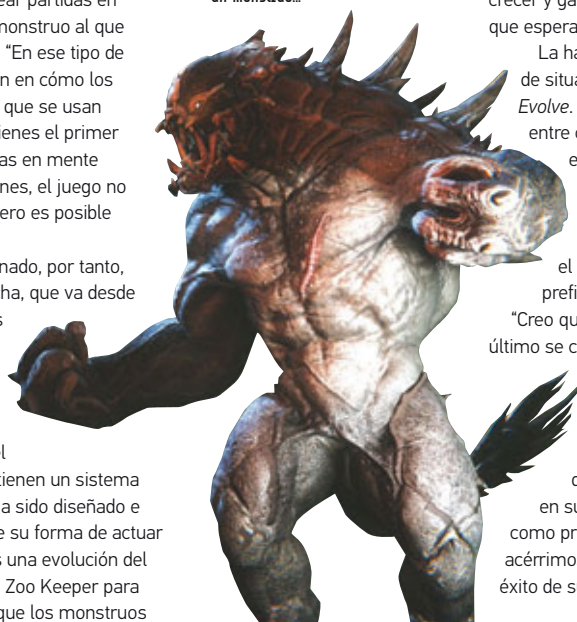 ear partidas en
monstruo al que
“En ese tipo de
n en cómo los
que se usan
ienes el primer
as en mente
nes, el juego no
ero es posible
nado, por tanto,
ha, que va desde
s
el
tienen un sistema
a sido diseñado e
e su forma de actuar
s una evolución del
Zoo Keeper para
que los monstruos
un monstruo...
crecer y ga
que espera
La ha
de situa
Evolve.
entre
e
el
prefi
“Creo qu
último se c
en su
como pr
acérrimo
éxito de s